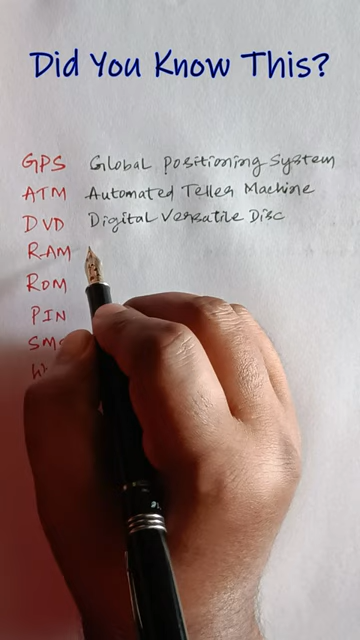 Did You Know This?
GPS Global Positioning System
ATM Automated Teller Machine
DVD Digital Versatile Disc
RAM
ROM
PIN